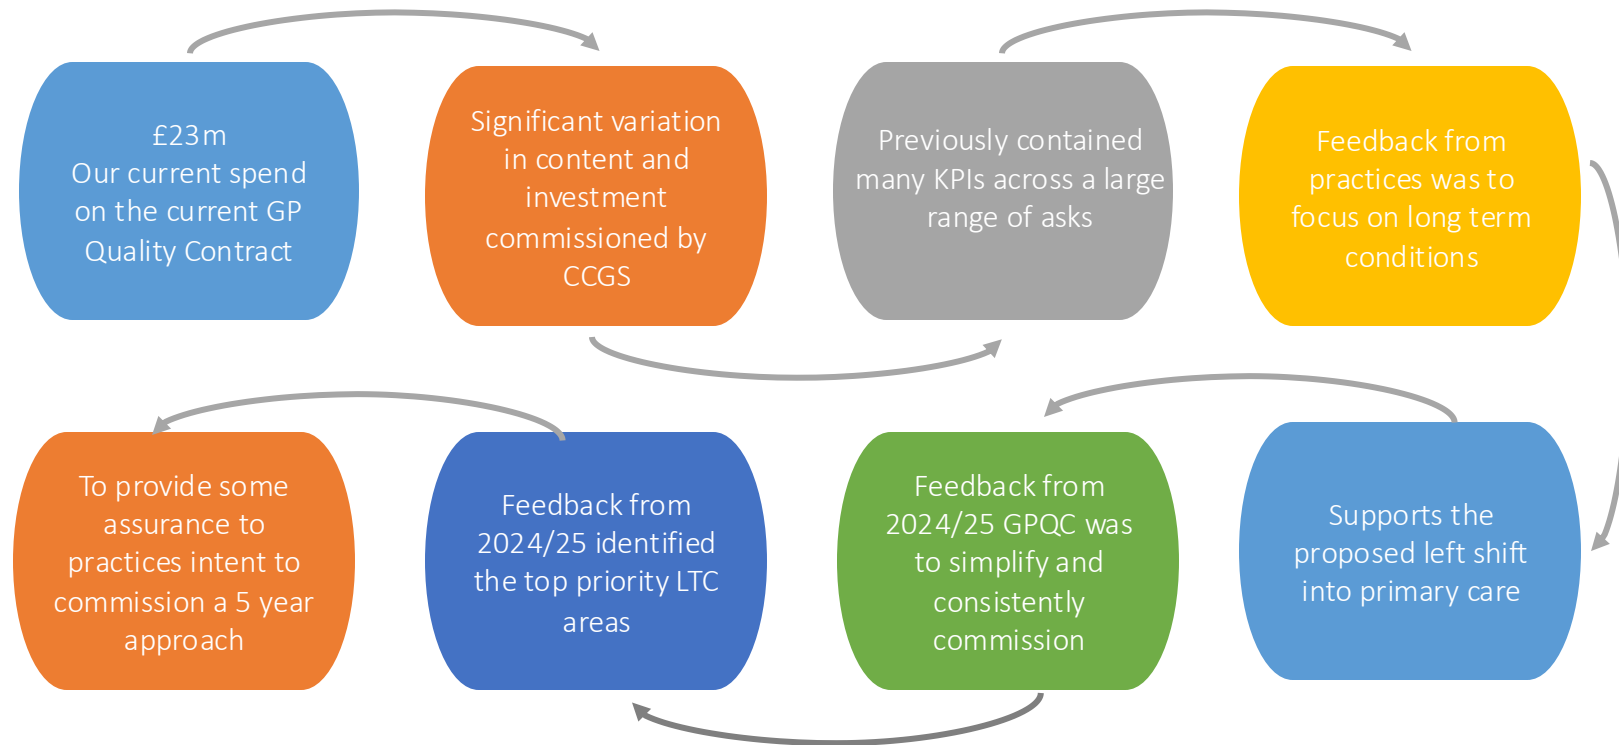 £23m
Our current spend
on the current GP
Quality Contract
Significant variation
in content and
investment
commissioned by
CCGS
Previously contained
many KPIs across a large
range of asks
Feedback from
practices was to
focus on long term
conditions
Supports the
proposed left shift
into primary care
Feedback from
2024/25 GPQC was
to simplify and
consistently
commission
Feedback from
2024/25 identified
the top priority LTC
areas
To provide some
assurance to
practices intent to
commission a 5 year
approach